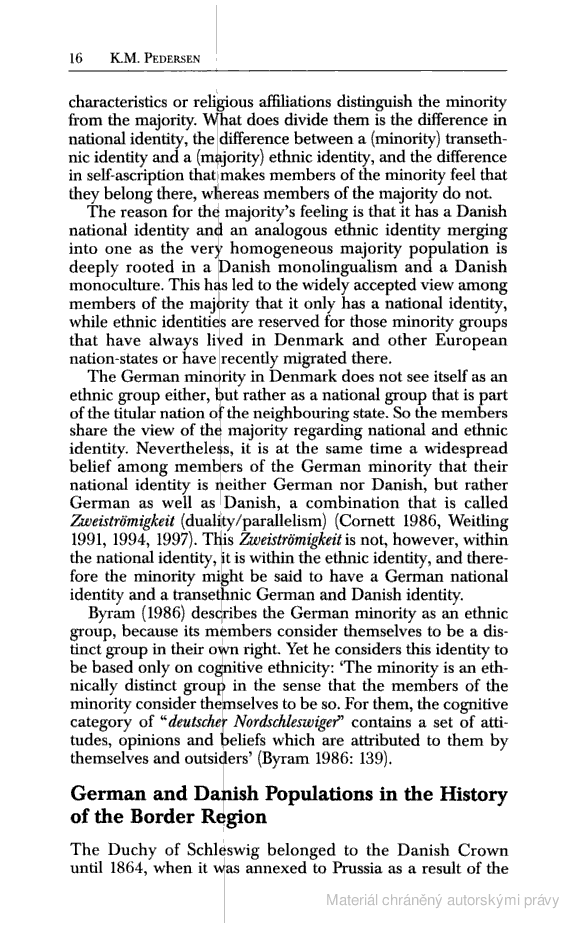 16 K.M. PEDERSEN
characteristics or religious affiliations distinguish the minority
from the majority. What does divide them is the difference in
national identity, the difference between a (minority) transeth-
nic identity and a (majority) ethnic identity, and the difference
in self-ascription that makes members of the minority feel that
they belong there, whereas members of the majority do not.
The reason for the majority's feeling is that it has a Danish
national identity and an analogous ethnic identity merging
into one as the very homogeneous majority population is
deeply rooted in a Danish monolingualism and a Danish
monoculture. This has led to the widely accepted view among
members of the majority that it only has a national identity,
while ethnic identities are reserved for those minority groups
that have always lived in Denmark and other European
nation-states or have recently migrated there.
The German minority in Denmark does not see itself as an
ethnic group either, but rather as a national group that is part
of the titular nation of the neighbouring state. So the members
share the view of the majority regarding national and ethnic
identity. Nevertheless, it is at the same time a widespread
belief among members of the German minority that their
national identity is neither German nor Danish, but rather
German as well as Danish, a combination that is called
Zweiströmigkeit (duality/parallelism) (Cornett 1986, Weitling
1991, 1994, 1997). This Zweiströmigkeit is not, however, within
the national identity, it is within the ethnic identity, and there-
fore the minority might be said to have a German national
identity and a transethnic German and Danish identity.
Byram (1986) describes the German minority as an ethnic
group, because its members consider themselves to be a dis-
tinct group in their own right. Yet he considers this identity to
be based only on cognitive ethnicity: 'The minority is an eth-
nically distinct group in the sense that the members of the
minority consider themselves to be so. For them, the cognitive
category of "deutscher Nordschleswiger" contains a set of atti-
tudes, opinions and beliefs which are attributed to them by
themselves and outsiders' (Byram 1986: 139).
German and Danish Populations in the History
of the Border Region
The Duchy of Schleswig belonged to the Danish Crown
until 1864, when it was annexed to Prussia as a result of the
Materiál chráněný autorskými právy